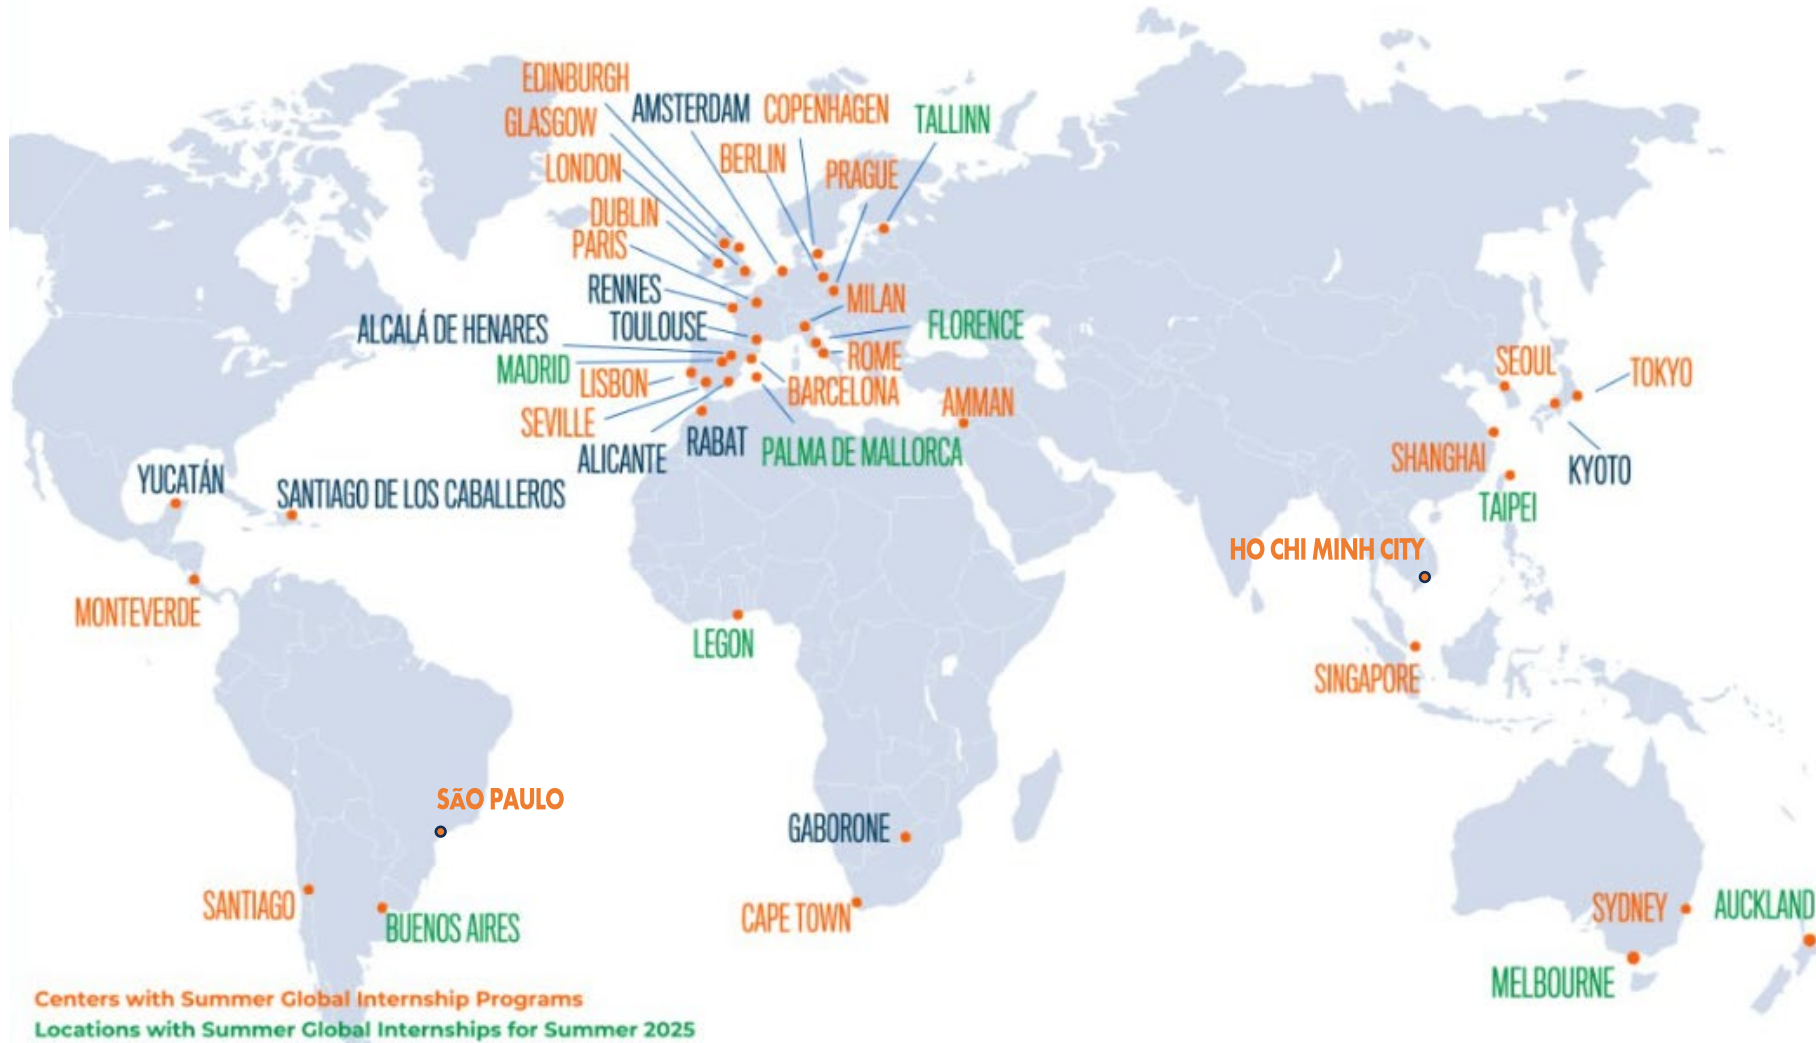 EDINBURGH
AMSTERDAM
COPENHAGEN
TALLINN
GLASGOW
BERLIN
LONDON
PRAGUE
DUBLIN
PARIS
RENNES
MILAN
ALCALÁ DE HENARES
TOULOUSE
FLORENCE
MADRID
LISBON
ROME
BARCELONA
AMMAN
SEVILLE
ALICANTE
RABAT
PALMA DE MALLORCA
SEOUL
TOKYO
SHANGHAI
KYOTO
TAIPEI
YUCATÁN
SANTIAGO DE LOS CABALLEROS
HO CHI MINH CITY
MONTEVERDE
LEGON
SINGAPORE
SÃO PAULO
GABORONE
SANTIAGO
BUENOS AIRES
CAPE TOWN
SYDNEY
AUCKLAND
MELBOURNE
Centers with Summer Global Internship Programs
Locations with Summer Global Internships for Summer 2025